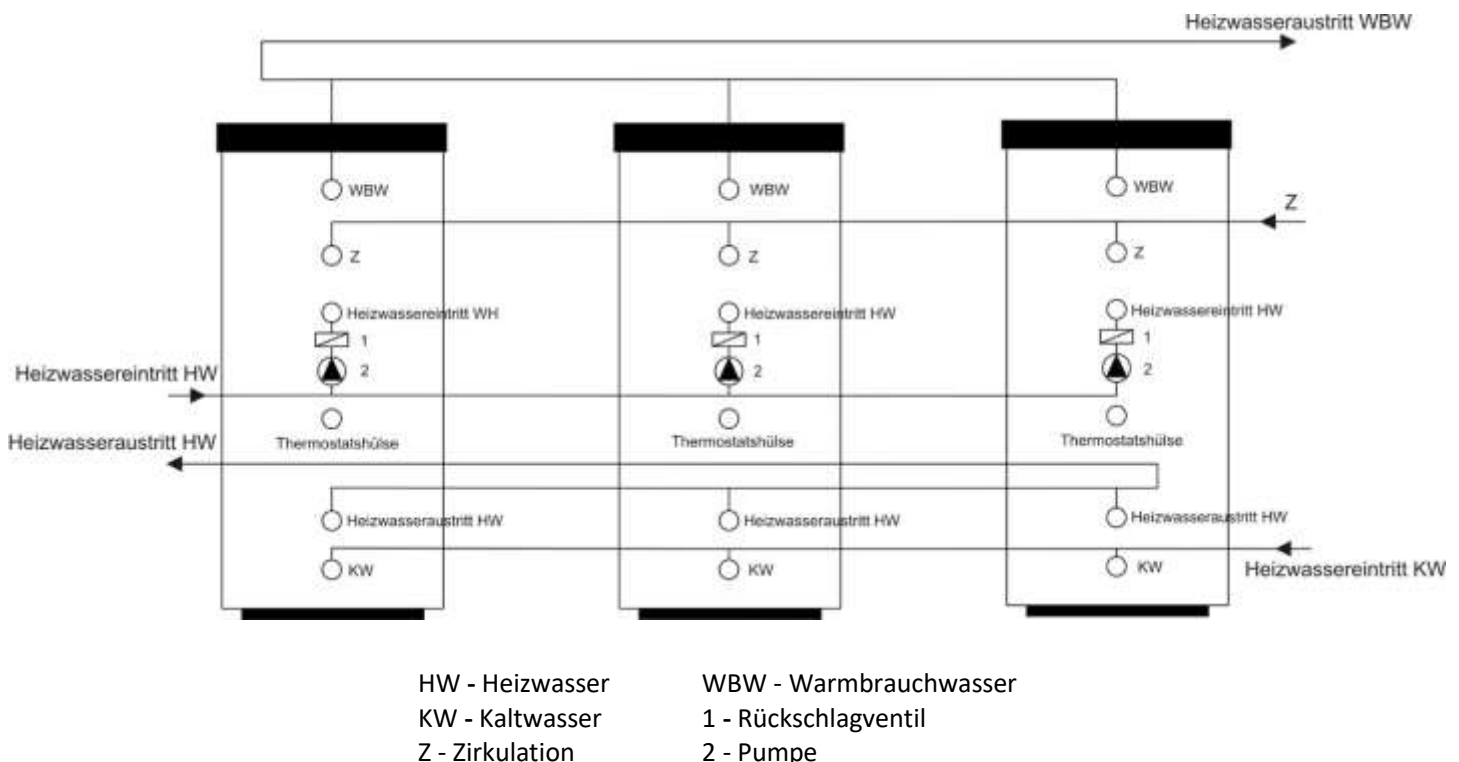 Heizwasseraustritt WBW
WBW
WBW
WBW
Z
Z
Z
Z
Heizwassereintritt WH
Heizwassereintritt HW
Heizwassereintritt HW
1
1
1
Heizwassereintritt HW
2
2
2
Heizwasseraustritt HW
Thermostatshülse
Thermostatshülse
Thermostatshülse
Heizwasseraustritt HW
Heizwasseraustritt HW
Heizwasseraustritt HW
KW
KW
KW
Heizwassereintritt KW
HW - Heizwasser WBW - Warmbrauchwasser
KW - Kaltwasser 1 - Rückschlagventil
Z - Zirkulation 2 - Pumpe